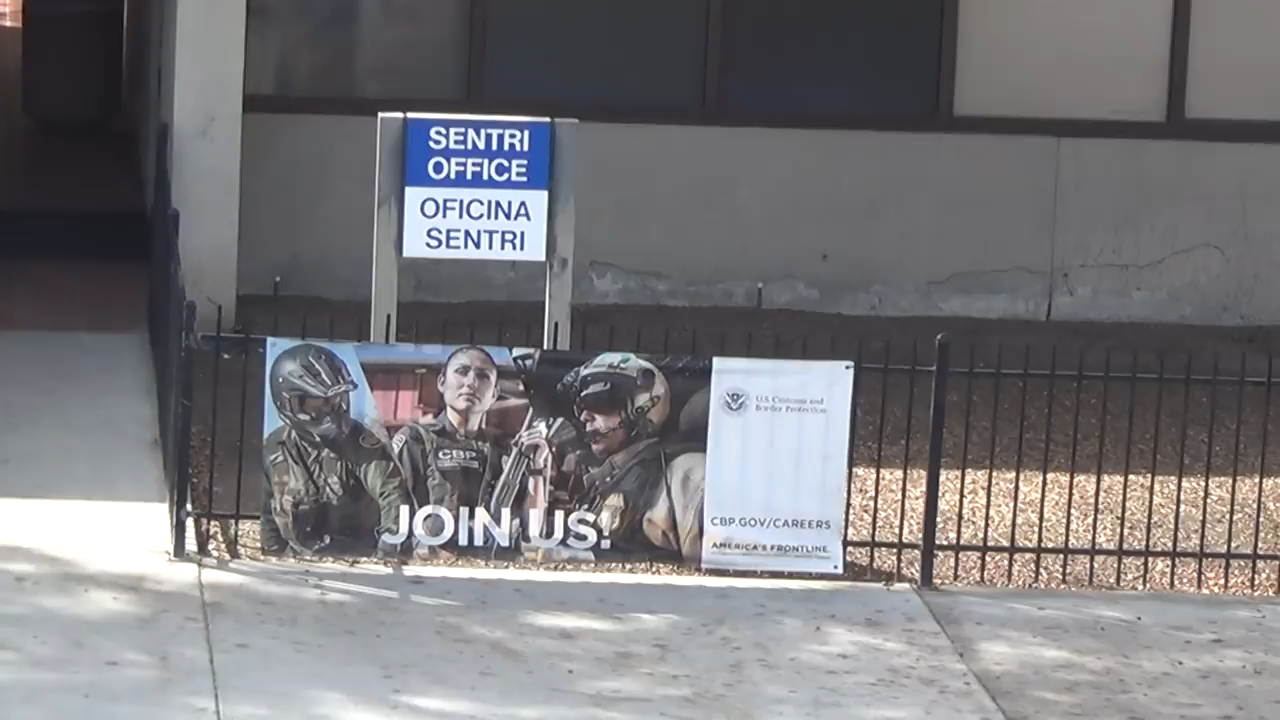 SENTRI
OFFICE
OFICINA
SENTRI
CBP
JOIN US!
U.S. Customs and
Border Protection
CBP.GOV/CAREERS
AMERICA'S FRONTLINE.